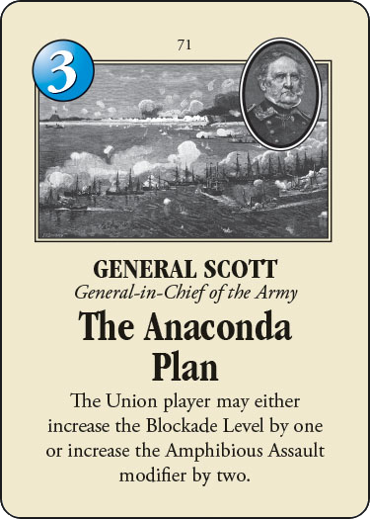 71
3
GENERAL SCOTT
General-in-Chief of the Army
The Anaconda
Plan
The Union player may either
increase the Blockade Level by one
or increase the Amphibious Assault
modifier by two.